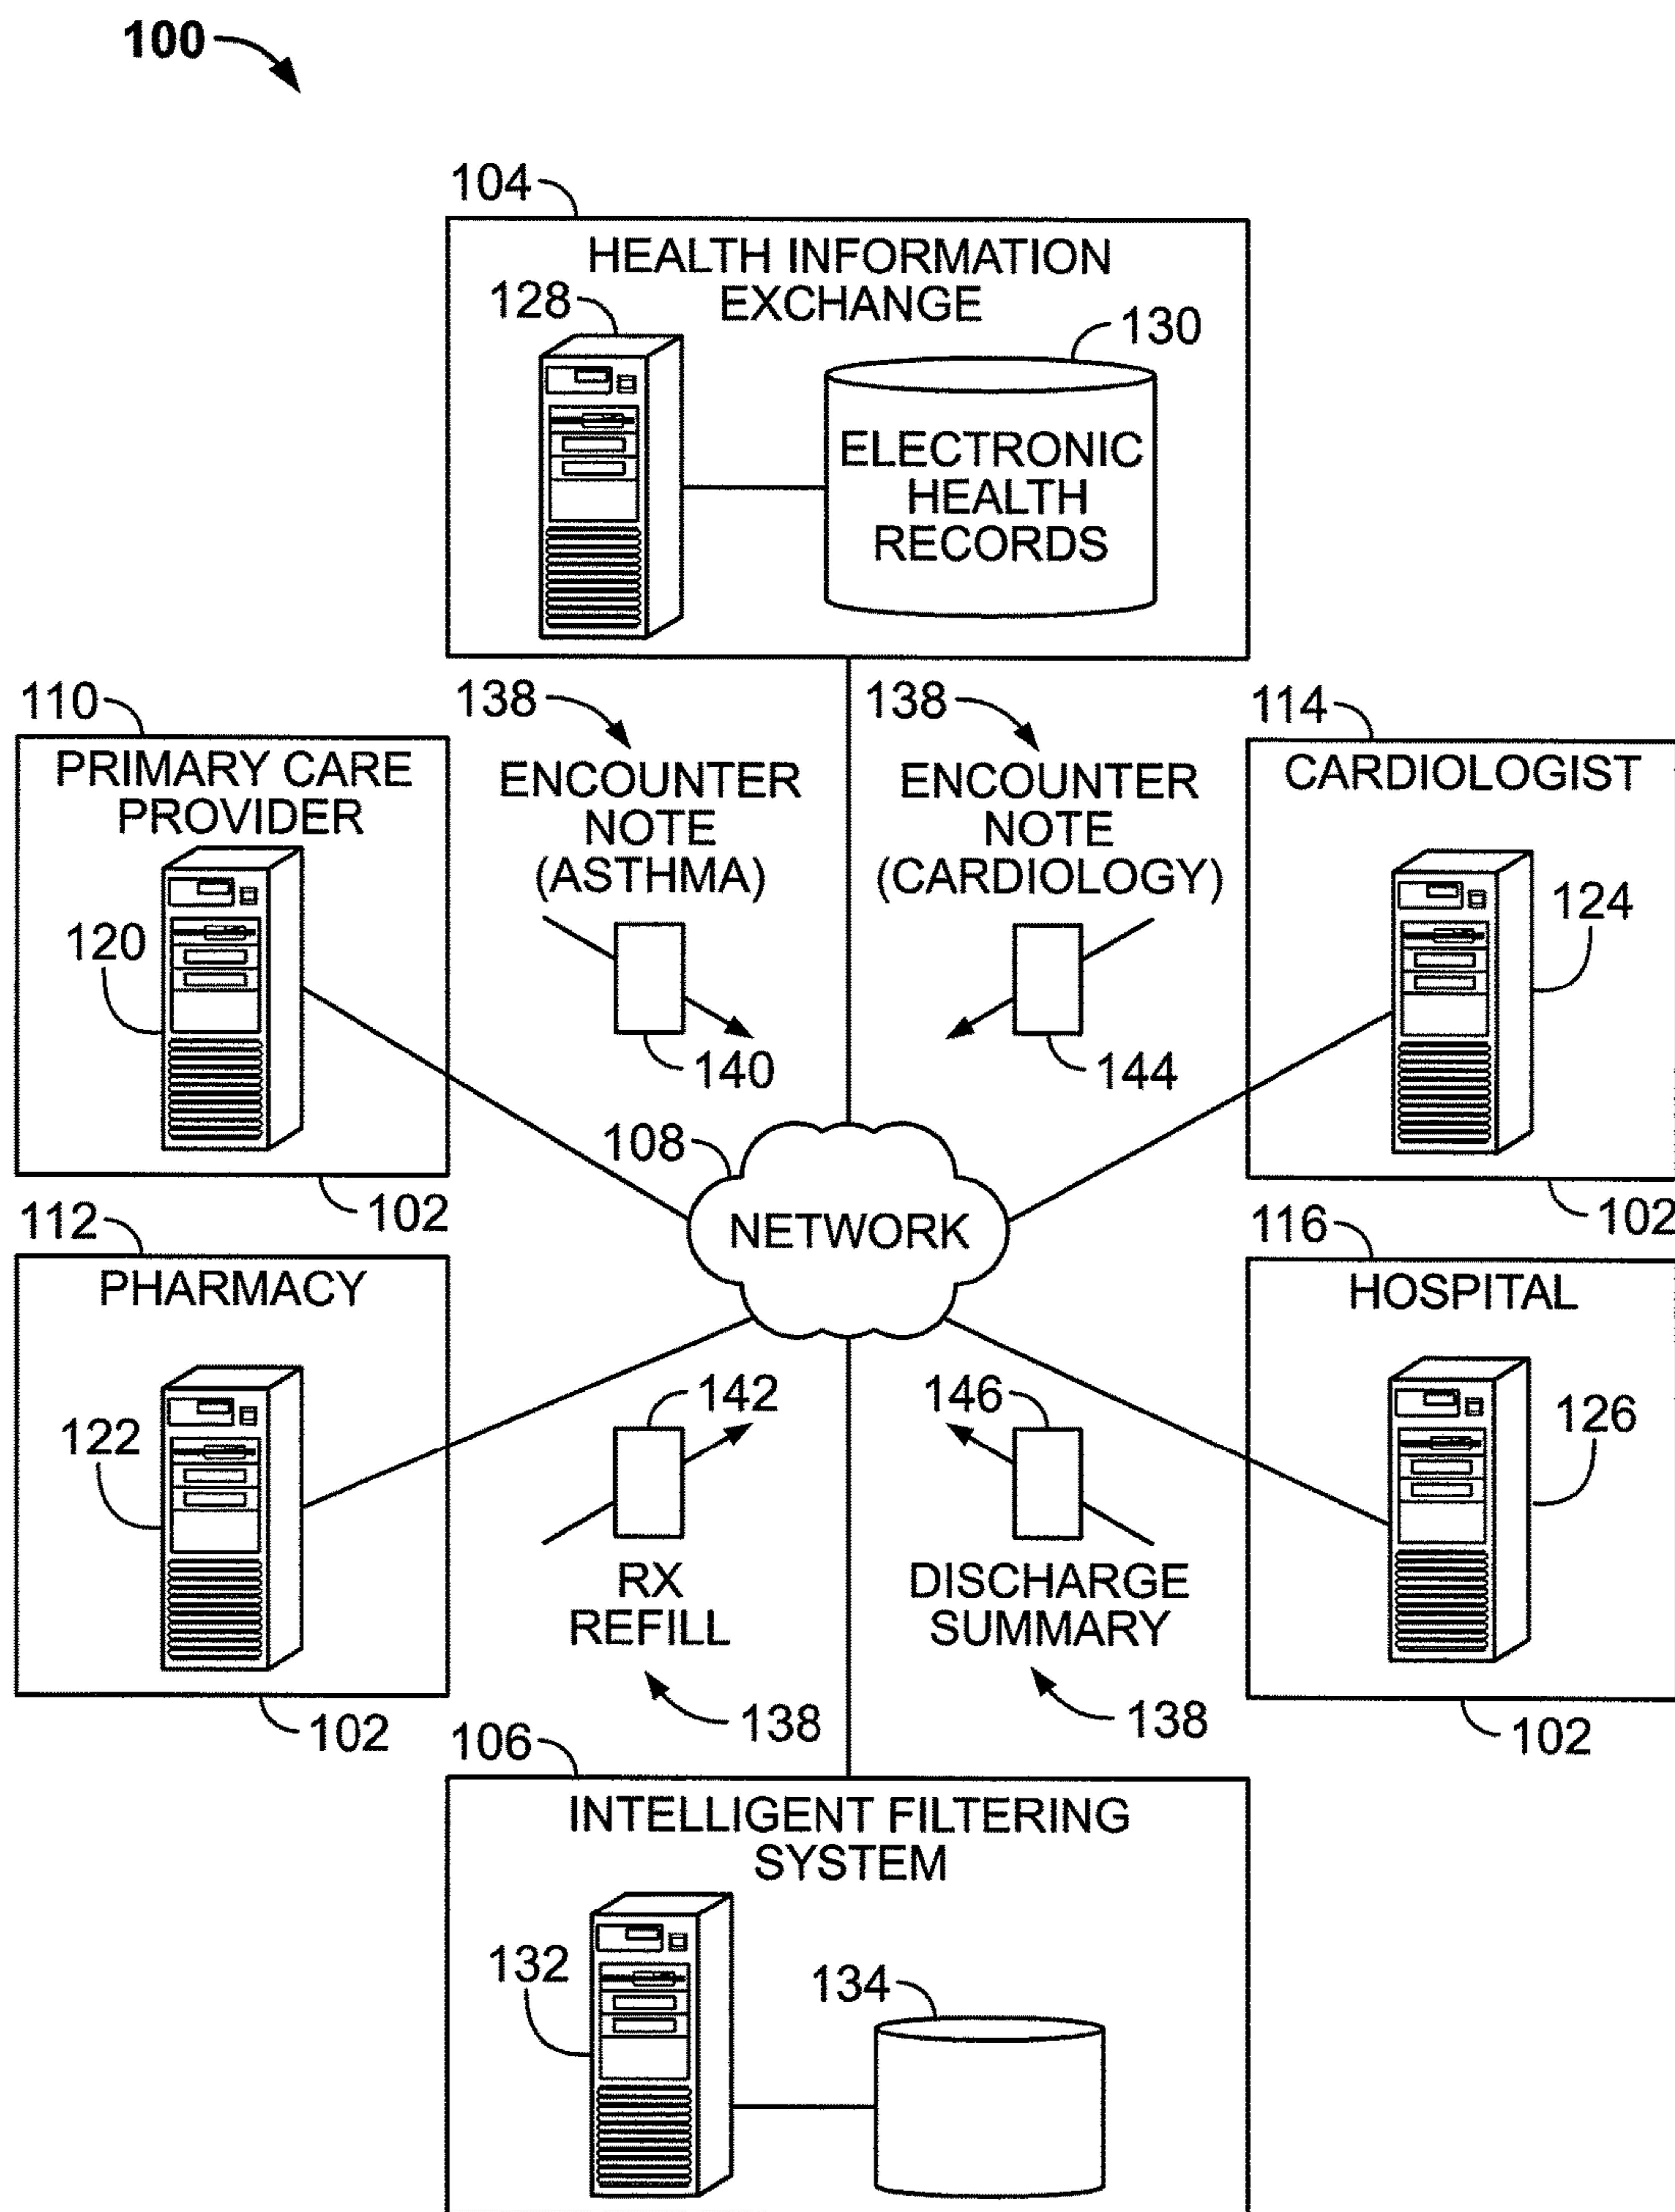 100
104
HEALTH INFORMATION
EXCHANGE
128
130
ELECTRONIC
HEALTH
RECORDS
110
PRIMARY CARE
PROVIDER
120
102
138
ENCOUNTER
NOTE
(ASTHMA)
140
138
ENCOUNTER
NOTE
(CARDIOLOGY)
144
114
CARDIOLOGIST
124
102
108
NETWORK
112
PHARMACY
122
102
142
RX
REFILL
138
146
DISCHARGE
SUMMARY
138
116
HOSPITAL
126
102
106
INTELLIGENT FILTERING
SYSTEM
132
134